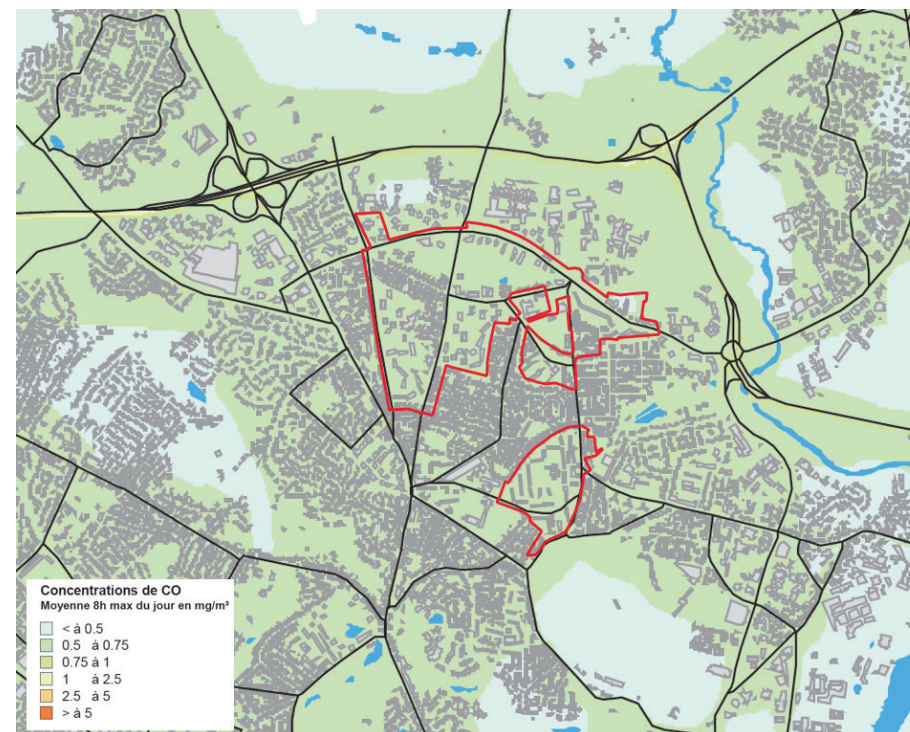 Concentrations de CO
Moyenne 8h max du jour en mg/m³
< à 0.5
0.5 à 0.75
0.75 à 1
1 à 2.5
2.5 à 5
> à 5